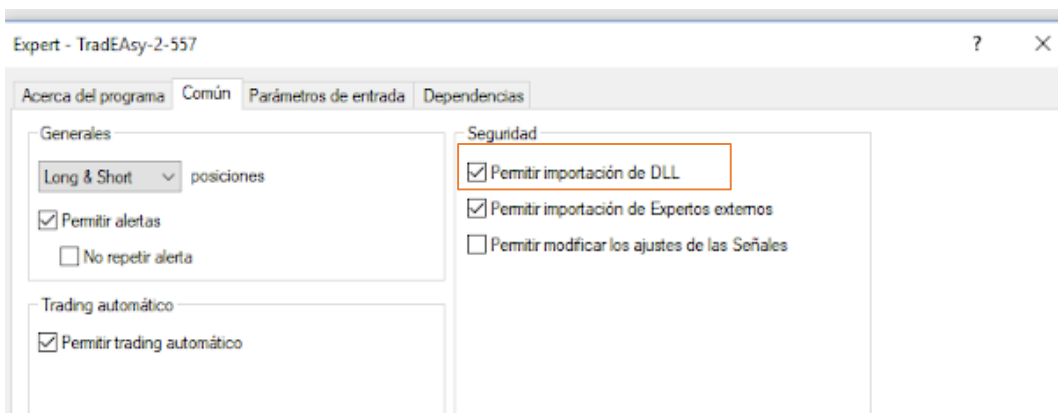 Expert - TradEAsy-2-557
?
Acerca del programa Común Parámetros de entrada Dependencias
Generales
Long & Short posiciones
Permitir alertas
No repetir alerta
Trading automático
Permitir trading automático
Seguridad
Permitir importación de DLL
Permitir importación de Expertos externos
Permitir modificar los ajustes de las Señales